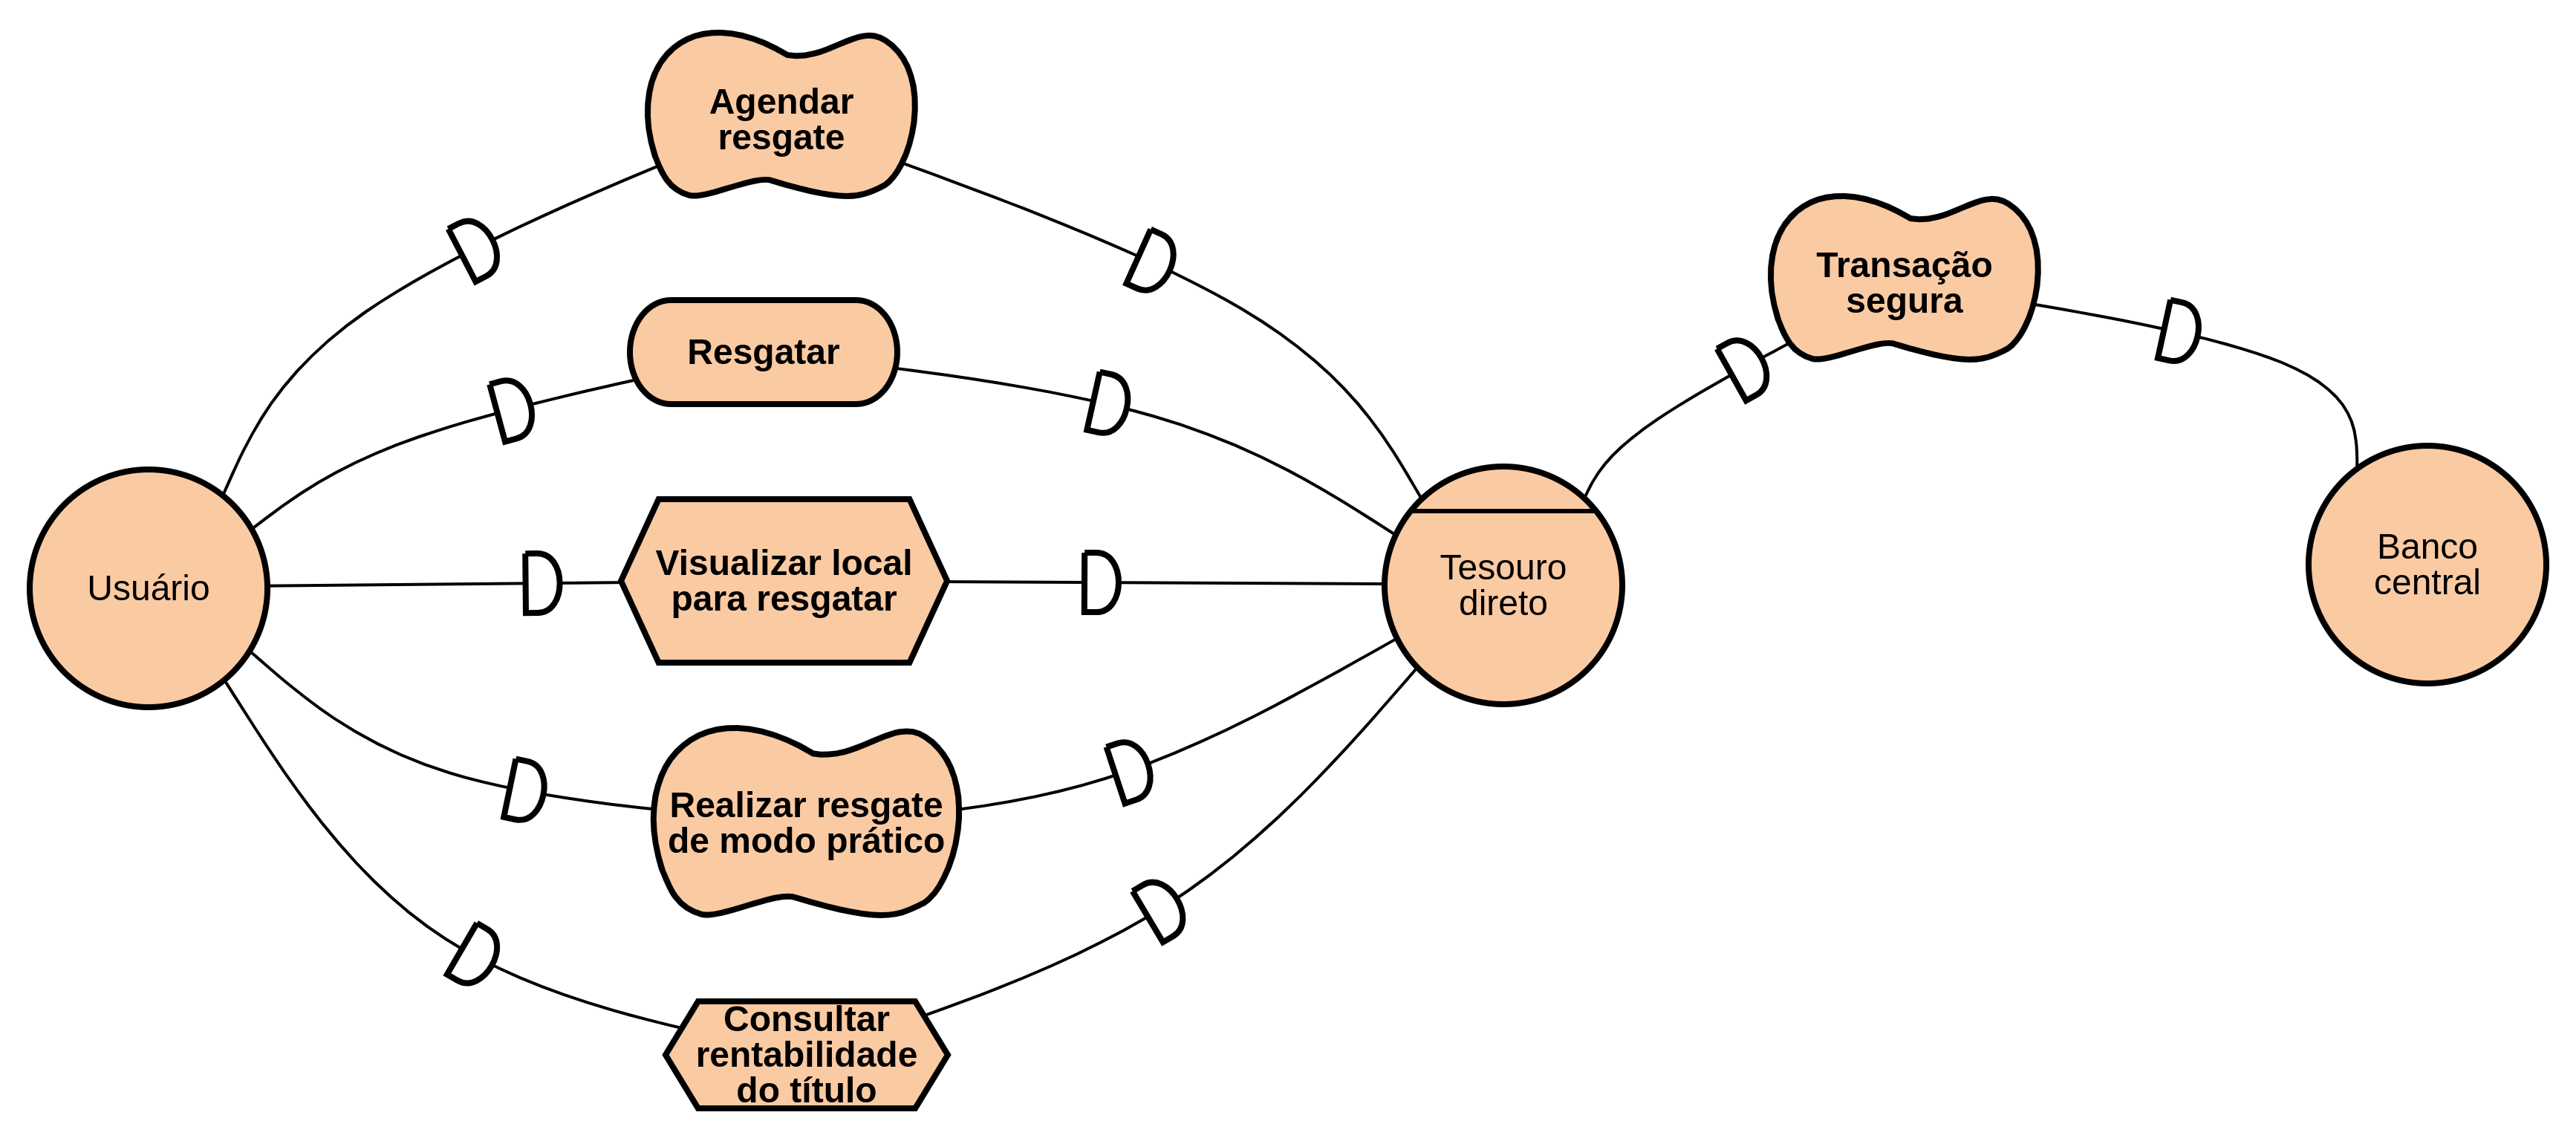 Agendar
resgate
Transação
segura
Resgatar
Visualizar local
para resgatar
Usuário
Tesouro
direto
Banco
central
Realizar resgate
de modo prático
Consultar
rentabilidade
do título